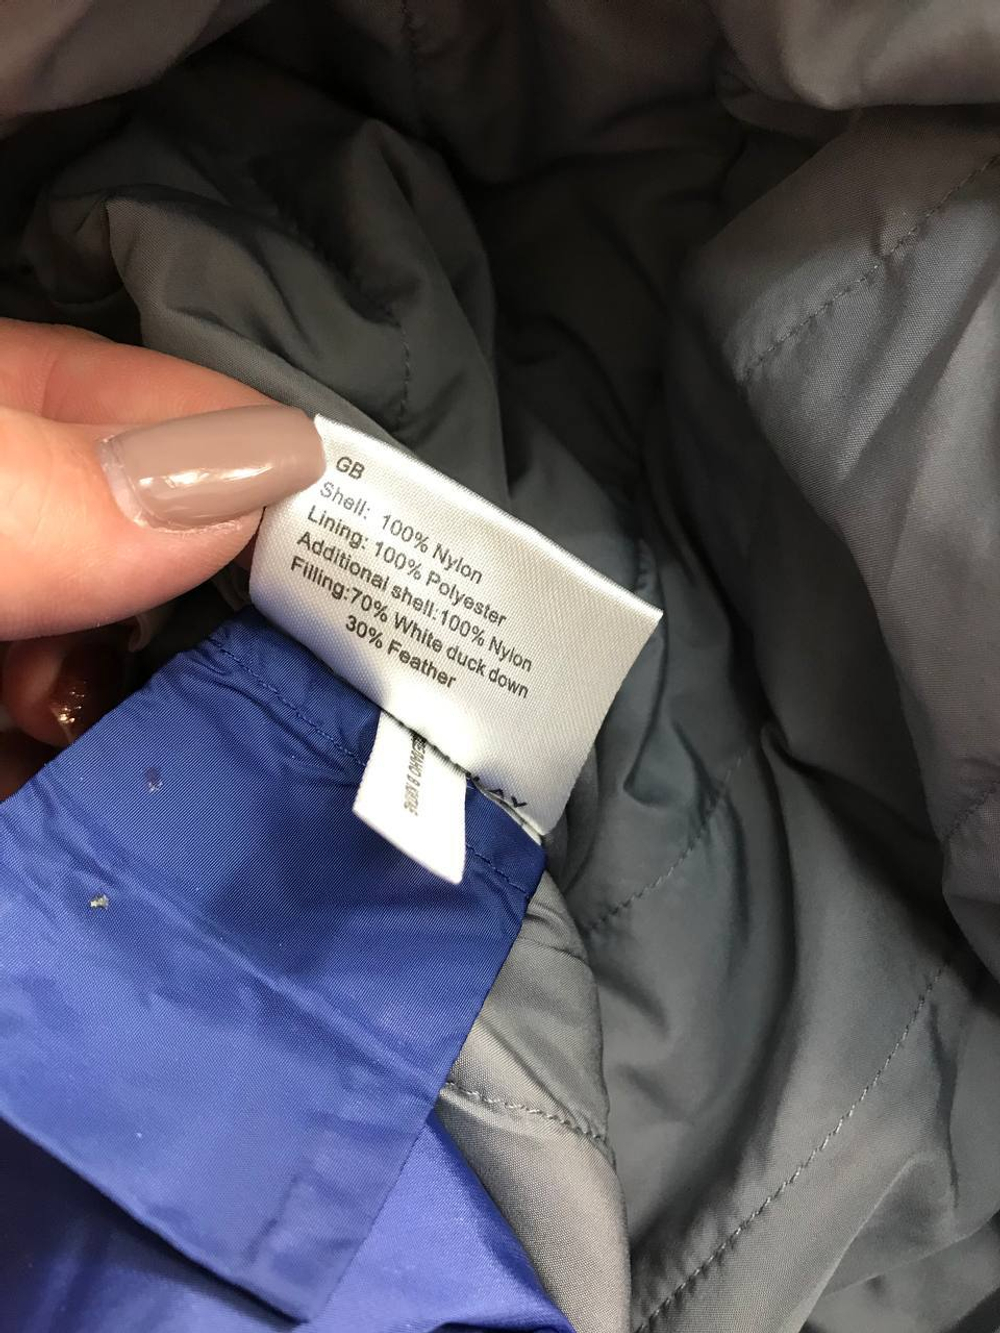 GB
Shell: 100% Nylon
Lining: 100% Polyester
Additional shell:100% Nylon
Filling:70% White duck down
30% Feather